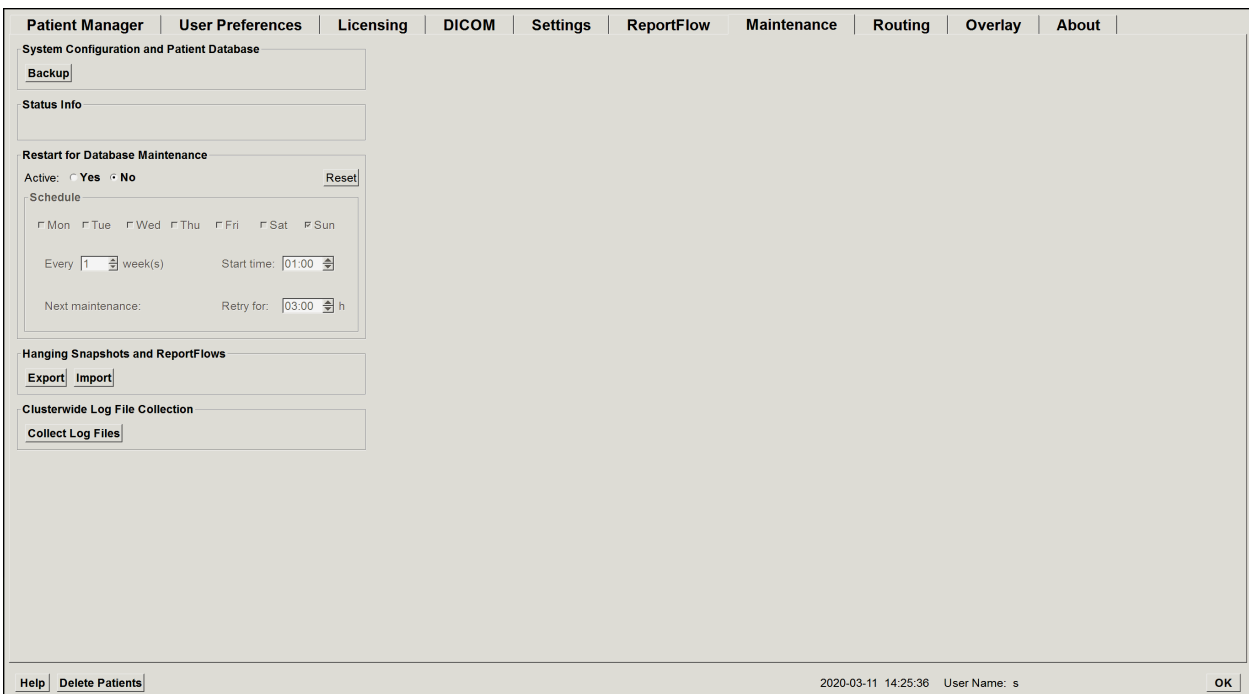 Patient Manager User Preferences Licensing DICOM Settings ReportFlow Maintenance Routing Overlay About
System Configuration and Patient Database
Backup
Status Info
Restart for Database Maintenance
Active: Yes No Reset
Schedule
Mon Tue Wed Thu Fri Sat Sun
Every 1 week(s) Start time: 01:00
Next maintenance: Retry for: 03:00 h
Hanging Snapshots and ReportFlows
Export Import
Clusterwide Log File Collection
Collect Log Files
Help Delete Patients 2020-03-11 14:25:36 User Name: s OK